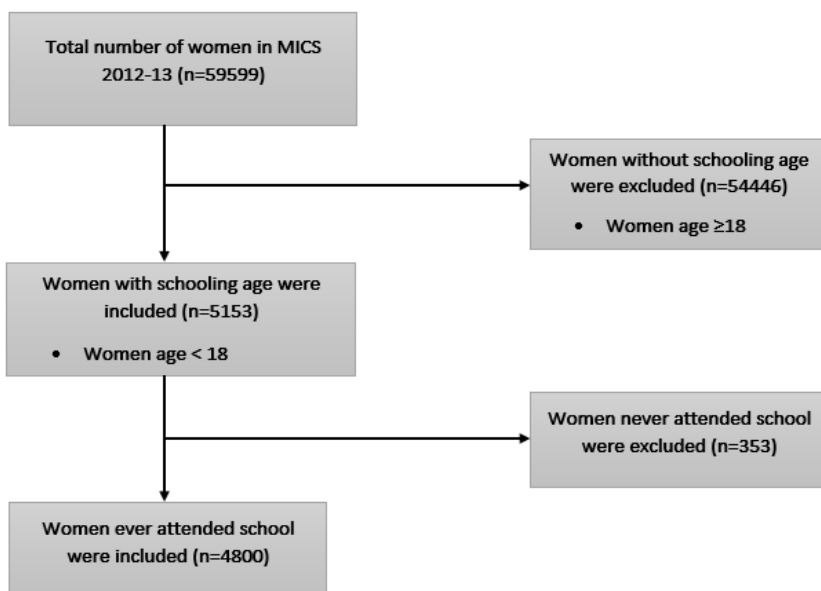 Total number of women in MICS
2012-13 (n=59599)
Women without schooling age
were excluded (n=54446)
• Women age ≥18
Women with schooling age were
included (n=5153)
• Women age < 18
Women never attended school
were excluded (n=353)
Women ever attended school
were included (n=4800)